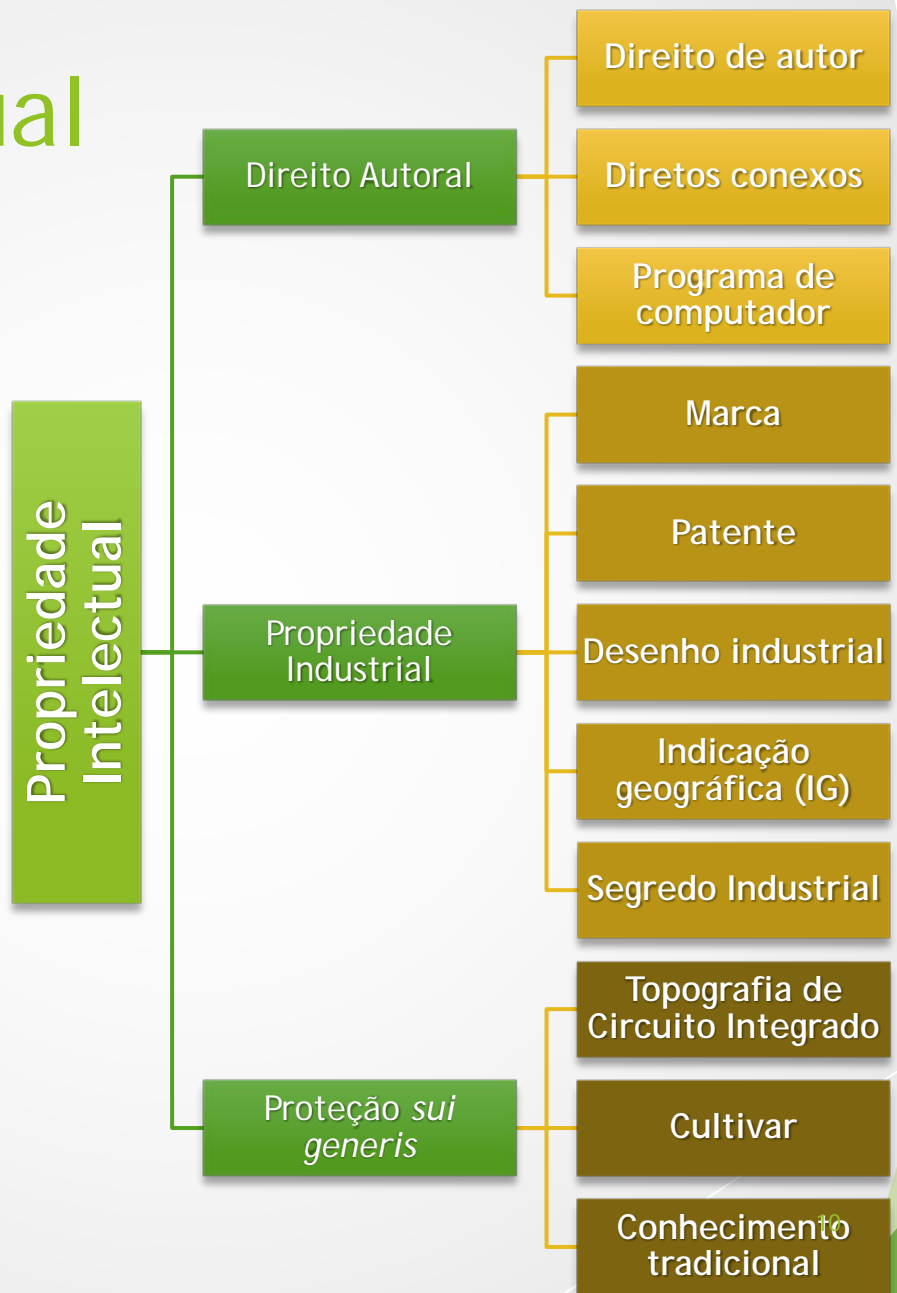 ual
Propriedade
Intelectual
Direito Autoral
Direito de autor
Diretos conexos
Programa de
computador
Propriedade
Industrial
Marca
Patente
Desenho industrial
Indicação
geográfica (IG)
Segredo Industrial
Proteção sui
generis
Topografia de
Circuito Integrado
Cultivar
Conhecimento
tradicional
10